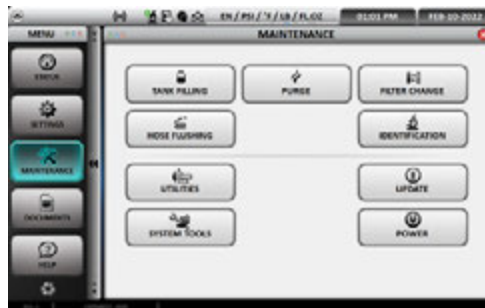 EN / PSI / °F / LB / FL.OZ
01:01 PM
FEB-10-2022
MENU
MAINTENANCE
STATUS
SETTINGS
MAINTENANCE
DOCUMENTS
HELP
TANK FILLING
PURGE
FILTER CHANGE
HOSE FLUSHING
IDENTIFICATION
UTILITIES
UPDATE
SYSTEM TOOLS
POWER